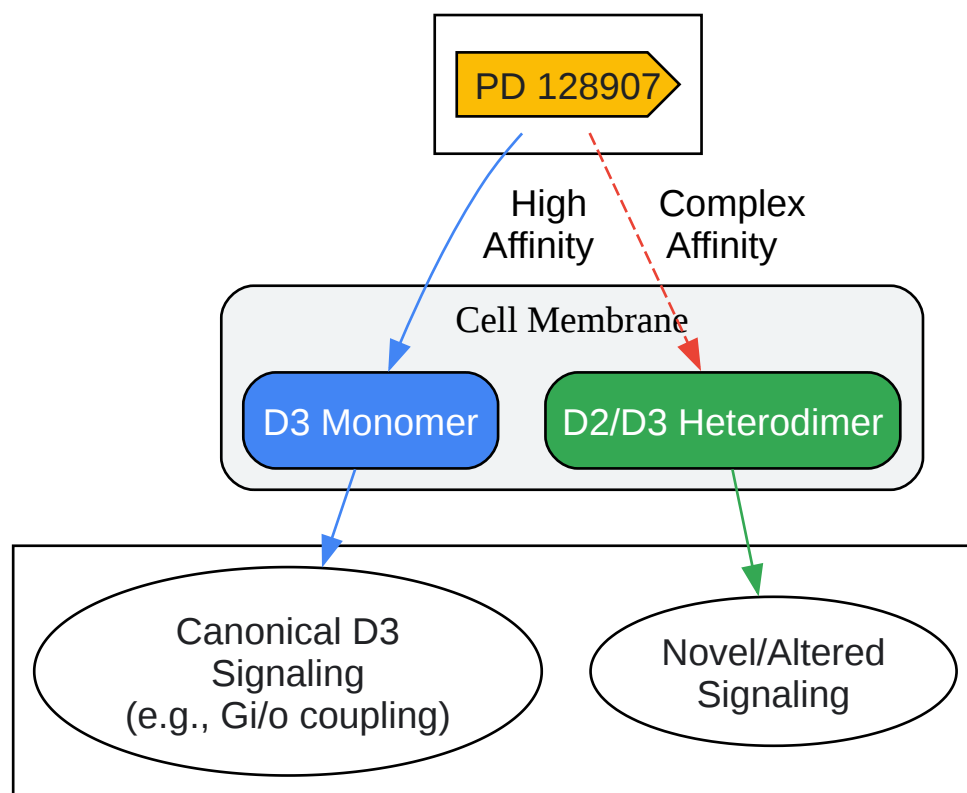 PD 128907
High
Affinity
Complex
Affinity
Cell Membrane
D3 Monomer
D2/D3 Heterodimer
Canonical D3
Signaling
(e.g., Gi/o coupling)
Novel/Altered
Signaling